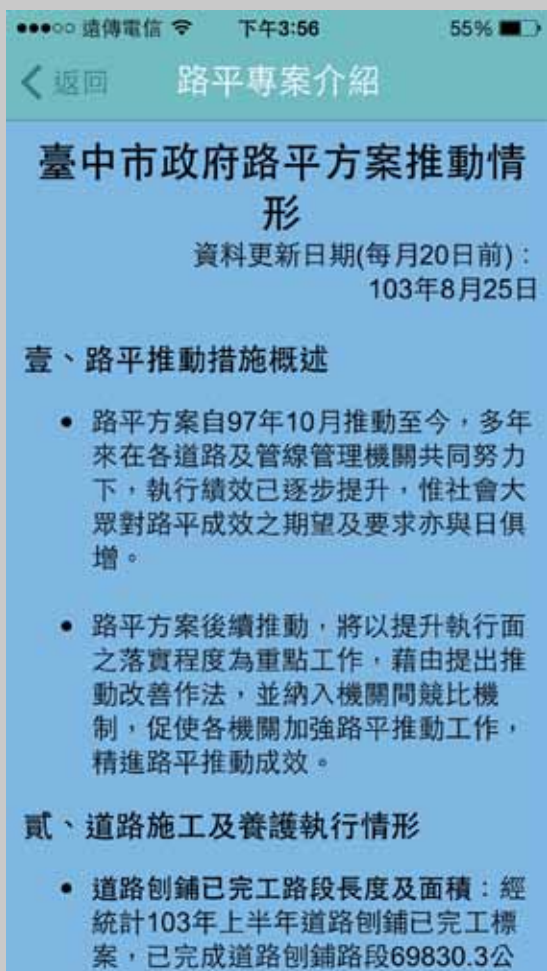 ●●●○○ 遠傳電信 下午3:56 55%
返回 路平專案介紹
臺中市政府路平方案推動情
形
資料更新日期(每月20日前)：
103年8月25日
壹、路平推動措施概述
• 路平方案自97年10月推動至今，多年
來在各道路及管線管理機關共同努力
下，執行績效已逐步提升，惟社會大
眾對路平成效之期望及要求亦與日俱
增。
• 路平方案後續推動，將以提升執行面
之落實程度為重點工作，藉由提出推
動改善作法，並納入機關間競比機
制，促使各機關加強路平推動工作，
精進路平推動成效。
貳、道路施工及養護執行情形
• 道路刨鋪已完工路段長度及面積：經
統計103年上半年道路刨鋪已完工標
案，已完成道路刨鋪路段69830.3公